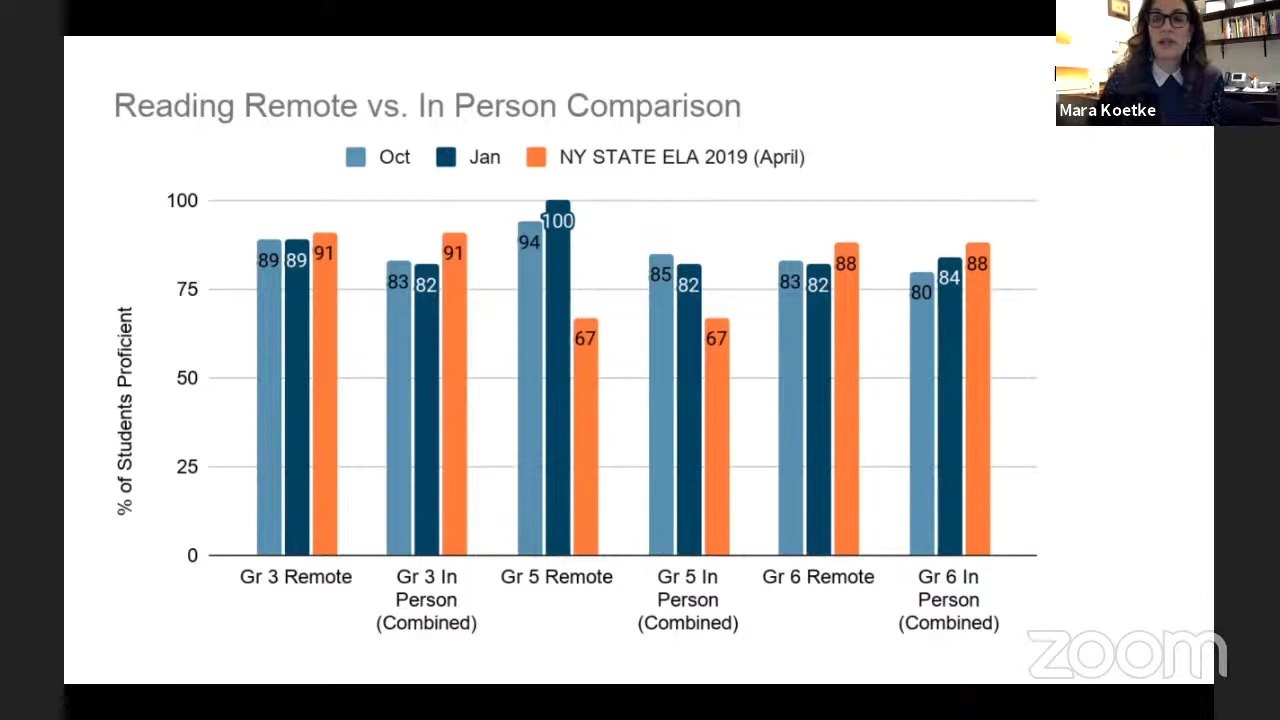 Mara Koetke
Reading Remote vs. In Person Comparison
Oct Jan NY STATE ELA 2019 (April)
% of Students Proficient
100
75
50
25
0
89 89 91
83 82 91
94 100 67
85 82 67
83 82 88
80 84 88
Gr 3 Remote
Gr 3 In
Person
(Combined)
Gr 5 Remote
Gr 5 In
Person
(Combined)
Gr 6 Remote
Gr 6 In
Person
(Combined)
zoom